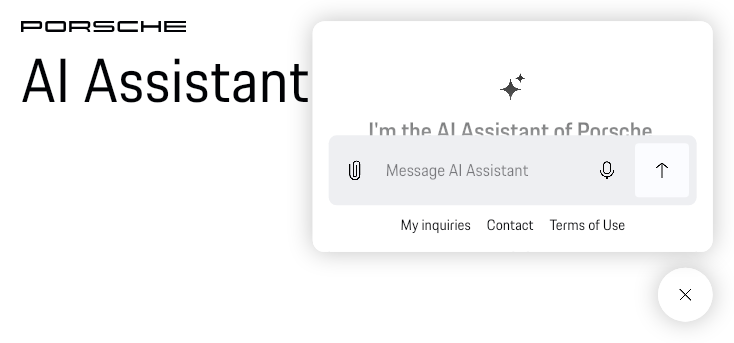 PORSCHE
AI Assistant
I'm the AI Assistant of Porsche
Message AI Assistant
My inquiries Contact Terms of Use